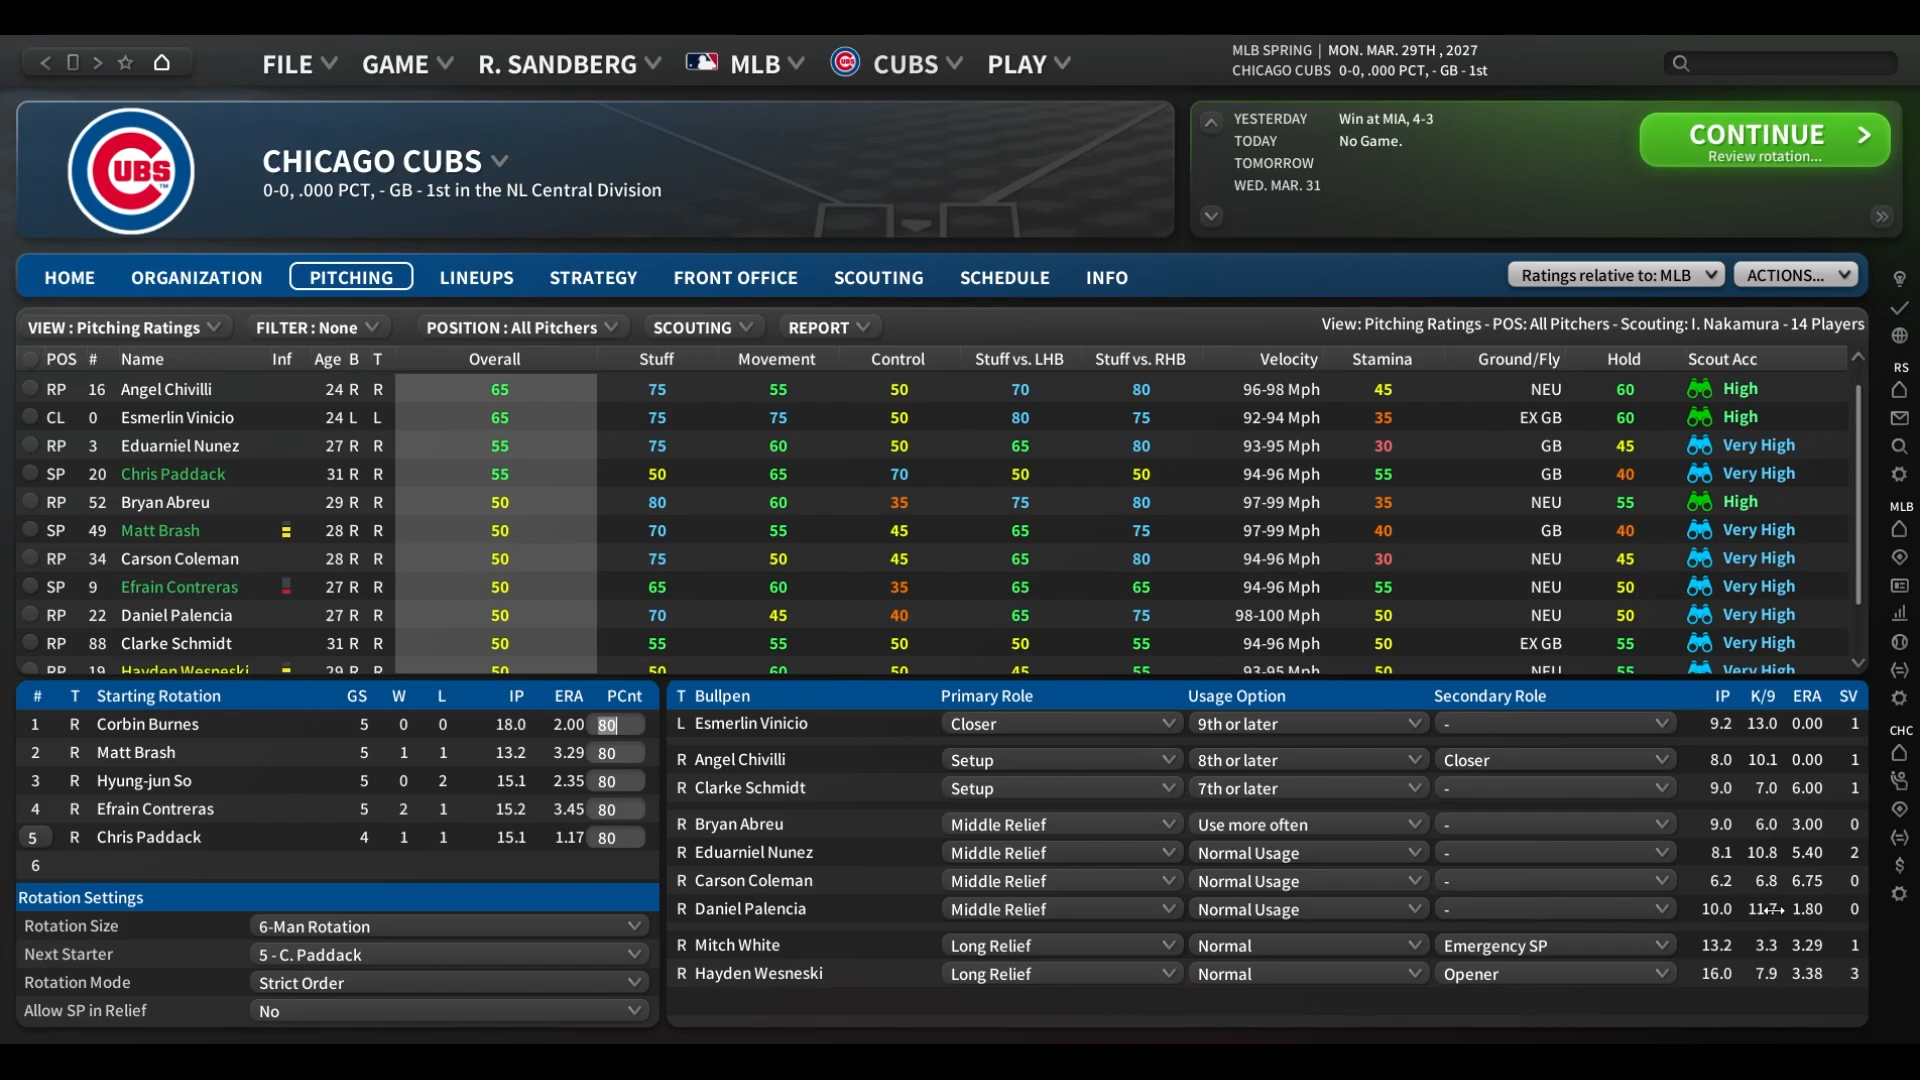 FILE GAME R. SANDBERG MLB CUBS PLAY
MLB SPRING | MON. MAR. 29TH , 2027
CHICAGO CUBS 0-0, .000 PCT, - GB - 1st
CUBS
CHICAGO CUBS
0-0, .000 PCT, - GB - 1st in the NL Central Division
YESTERDAY Win at MIA, 4-3
TODAY No Game.
TOMORROW
WED. MAR. 31
CONTINUE
Review rotation...
HOME ORGANIZATION PITCHING LINEUPS STRATEGY FRONT OFFICE SCOUTING SCHEDULE INFO
Ratings relative to: MLB ACTIONS...
VIEW : Pitching Ratings FILTER : None POSITION : All Pitchers SCOUTING REPORT View: Pitching Ratings - POS: All Pitchers - Scouting: I. Nakamura - 14 Players
POS # Name Inf Age B T Overall Stuff Movement Control Stuff vs. LHB Stuff vs. RHB Velocity Stamina Ground/Fly Hold Scout Acc
RP 16 Angel Chivilli 24 R R 65 75 55 50 70 80 96-98 Mph 45 NEU 60 High
CL 0 Esmerlin Vinicio 24 L L 65 75 75 50 80 75 92-94 Mph 35 EX GB 60 High
RP 3 Eduarniel Nunez 27 R R 55 75 60 50 65 80 93-95 Mph 30 GB 45 Very High
SP 20 Chris Paddack 31 R R 55 50 65 70 50 50 94-96 Mph 55 GB 40 Very High
RP 52 Bryan Abreu 29 R R 50 80 60 35 75 80 97-99 Mph 35 NEU 55 High
SP 49 Matt Brash 28 R R 50 70 55 45 65 75 97-99 Mph 40 GB 40 Very High
RP 34 Carson Coleman 28 R R 50 75 50 45 65 80 94-96 Mph 30 NEU 45 Very High
SP 9 Efrain Contreras 27 R R 50 65 60 35 65 65 94-96 Mph 55 NEU 50 Very High
RP 22 Daniel Palencia 27 R R 50 70 45 40 65 75 98-100 Mph 50 NEU 50 Very High
RP 88 Clarke Schmidt 31 R R 50 55 55 50 50 55 94-96 Mph 50 EX GB 55 Very High
RP 19 Hayden Wesneski 29 R R 50 50 60 50 45 55 93-95 Mph 50 NEU 55 Very High
# T Starting Rotation GS W L IP ERA PCnt
1 R Corbin Burnes 5 0 0 18.0 2.00 80
2 R Matt Brash 5 1 1 13.2 3.29 80
3 R Hyung-jun So 5 0 2 15.1 2.35 80
4 R Efrain Contreras 5 2 1 15.2 3.45 80
5 R Chris Paddack 4 1 1 15.1 1.17 80
6
Rotation Settings
Rotation Size 6-Man Rotation
Next Starter 5 - C. Paddack
Rotation Mode Strict Order
Allow SP in Relief No
T Bullpen Primary Role Usage Option Secondary Role IP K/9 ERA SV
L Esmerlin Vinicio Closer 9th or later - 9.2 13.0 0.00 1
R Angel Chivilli Setup 8th or later Closer 8.0 10.1 0.00 1
R Clarke Schmidt Setup 7th or later - 9.0 7.0 6.00 1
R Bryan Abreu Middle Relief Use more often - 9.0 6.0 3.00 0
R Eduarniel Nunez Middle Relief Normal Usage - 8.1 10.8 5.40 2
R Carson Coleman Middle Relief Normal Usage - 6.2 6.8 6.75 0
R Daniel Palencia Middle Relief Normal Usage - 10.0 11.7 1.80 0
R Mitch White Long Relief Normal Emergency SP 13.2 3.3 3.29 1
R Hayden Wesneski Long Relief Normal Opener 16.0 7.9 3.38 3
RS
MLB
CHC